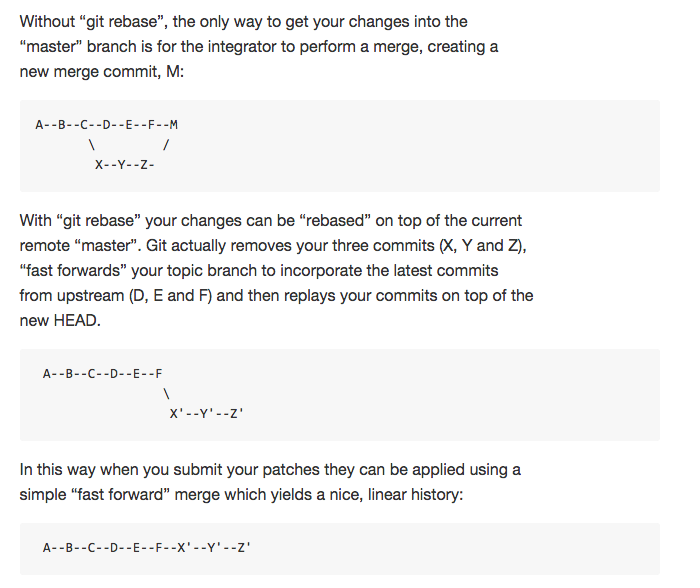 Without “git rebase”, the only way to get your changes into the
“master” branch is for the integrator to perform a merge, creating a
new merge commit, M:
A--B--C--D--E--F--M
\ /
X--Y--Z-
With “git rebase” your changes can be “rebased” on top of the current
remote “master”. Git actually removes your three commits (X, Y and Z),
“fast forwards” your topic branch to incorporate the latest commits
from upstream (D, E and F) and then replays your commits on top of the
new HEAD.
A--B--C--D--E--F
\
X'--Y'--Z'
In this way when you submit your patches they can be applied using a
simple “fast forward” merge which yields a nice, linear history:
A--B--C--D--E--F--X'--Y'--Z'